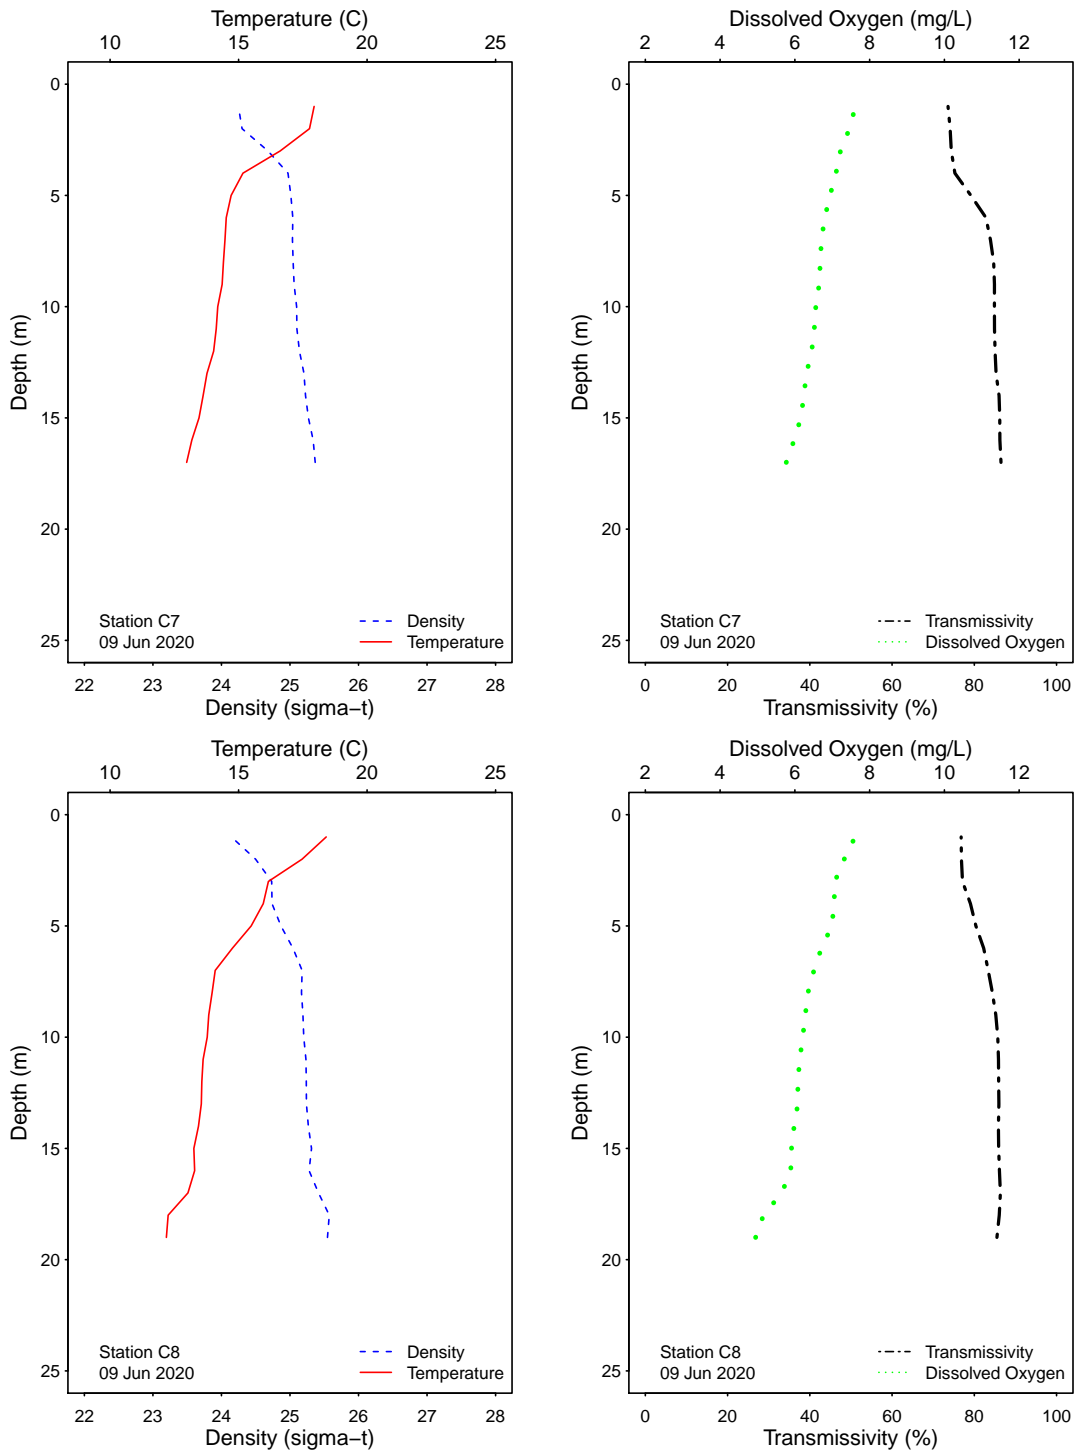 Temperature (C)
10 15 20 25
0
5
10
15
20
25
Depth (m)
Station C7
09 Jun 2020
Density
Temperature
22 23 24 25 26 27 28
Density (sigma−t)
Dissolved Oxygen (mg/L)
2 4 6 8 10 12
0
5
10
15
20
25
Depth (m)
Station C7
09 Jun 2020
Transmissivity
Dissolved Oxygen
0 20 40 60 80 100
Transmissivity (%)
Temperature (C)
10 15 20 25
0
5
10
15
20
25
Depth (m)
Station C8
09 Jun 2020
Density
Temperature
22 23 24 25 26 27 28
Density (sigma−t)
Dissolved Oxygen (mg/L)
2 4 6 8 10 12
0
5
10
15
20
25
Depth (m)
Station C8
09 Jun 2020
Transmissivity
Dissolved Oxygen
0 20 40 60 80 100
Transmissivity (%)